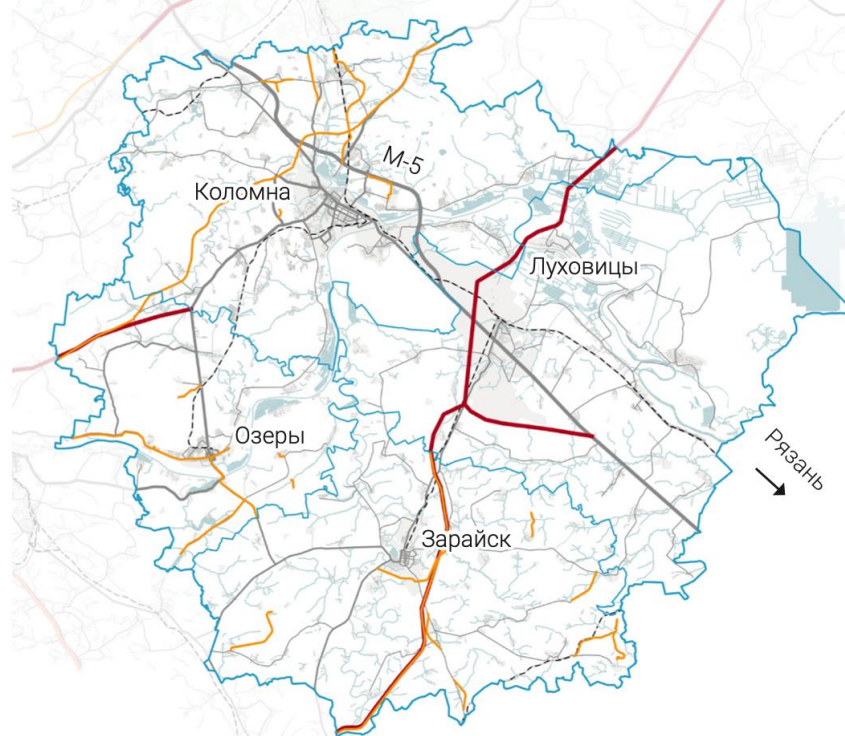 М-5
Коломна
Луховицы
Озеры
Рязань
Зарайск